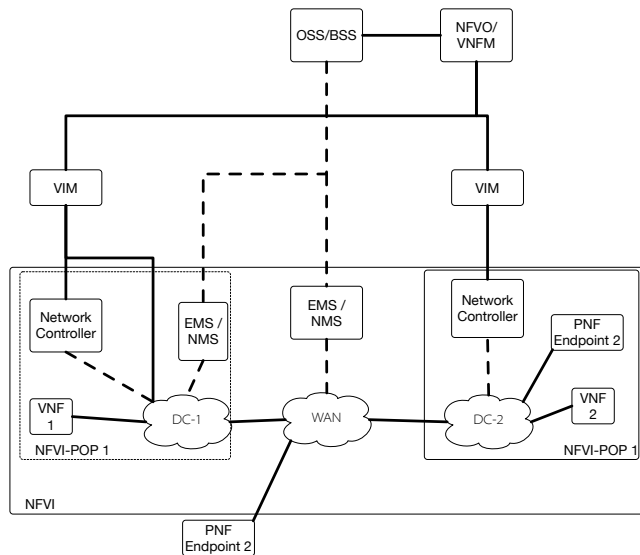 OSS/BSS
NFVO/
VNFM
VIM
VIM
Network
Controller
EMS /
NMS
EMS /
NMS
Network
Controller
PNF
Endpoint 2
VNF
1
DC-1
WAN
DC-2
VNF
2
NFVI-POP 1
NFVI-POP 1
NFVI
PNF
Endpoint 2